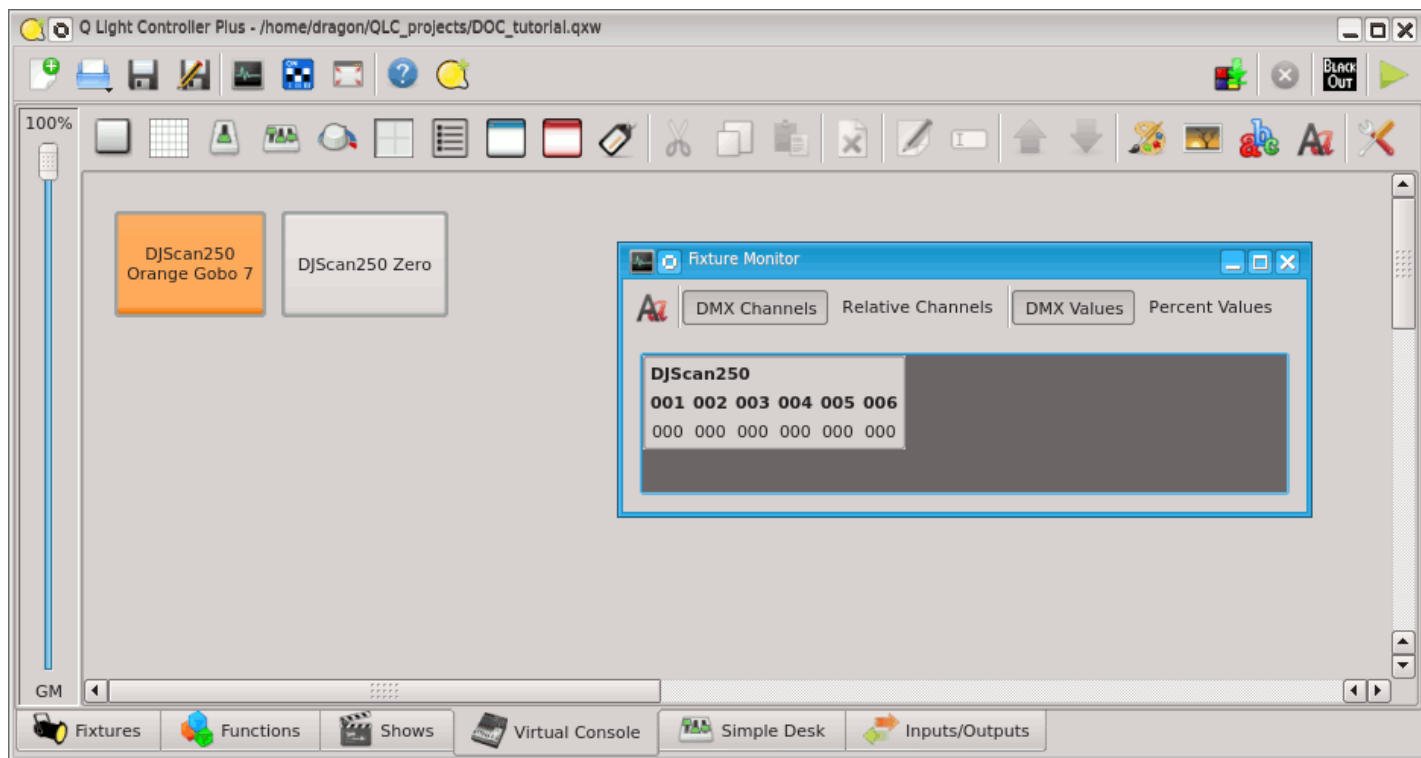 Q Light Controller Plus - /home/dragon/QLC_projects/DOC_tutorial.qxw
BLACK
OUT
100%
DJScan250
Orange Gobo 7
DJScan250 Zero
Fixture Monitor
DMX Channels Relative Channels DMX Values Percent Values
DJScan250
001 002 003 004 005 006
000 000 000 000 000 000
GM
Fixtures Functions Shows Virtual Console Simple Desk Inputs/Outputs